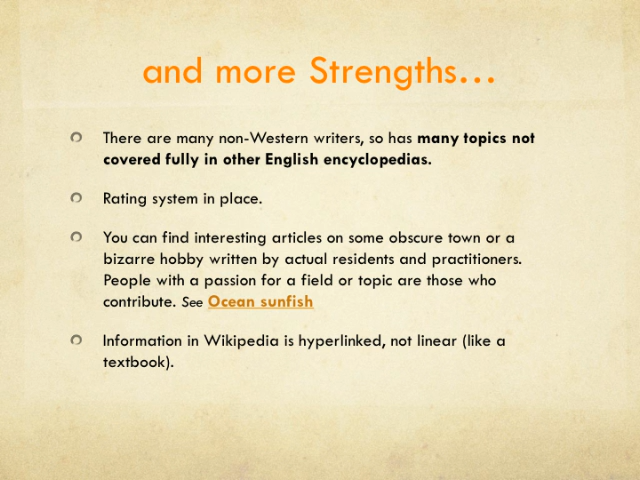 and more Strengths...
There are many non-Western writers, so has many topics not
covered fully in other English encyclopedias.
Rating system in place.
You can find interesting articles on some obscure town or a
bizarre hobby written by actual residents and practitioners.
People with a passion for a field or topic are those who
contribute. See Ocean sunfish
Information in Wikipedia is hyperlinked, not linear (like a
textbook).